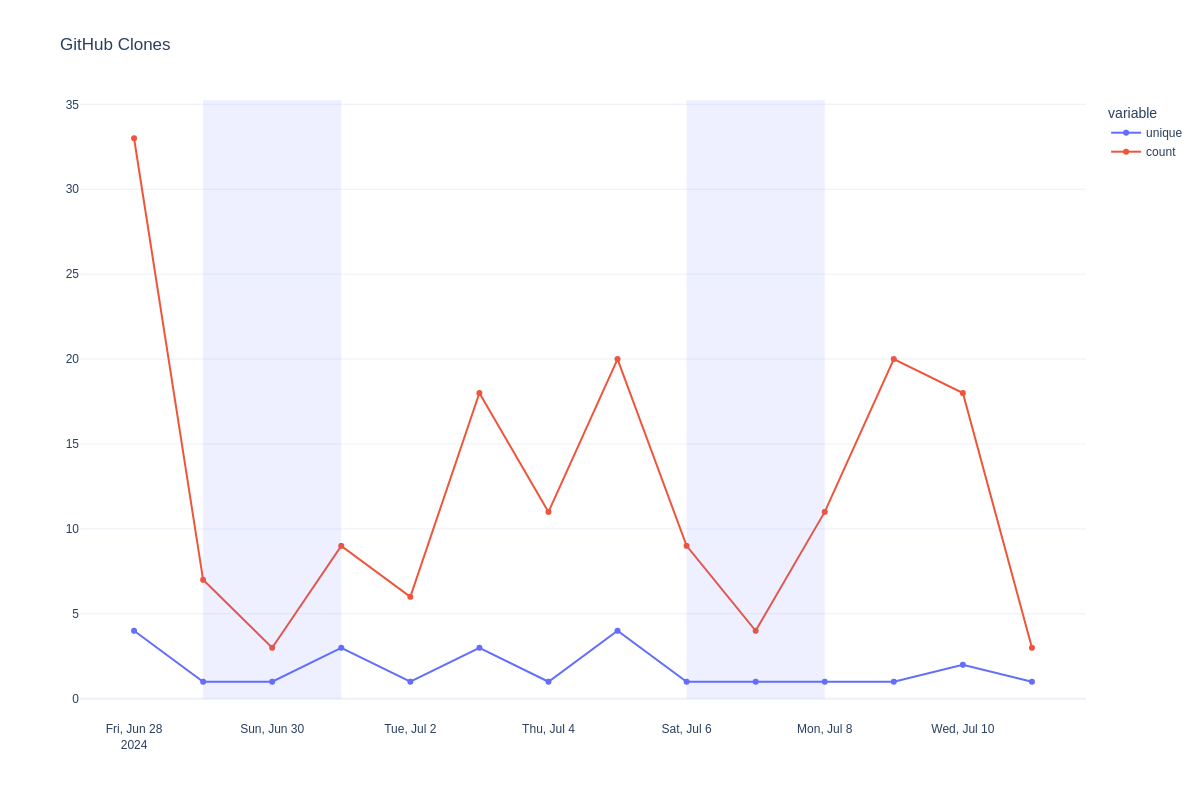 GitHub Clones
variable
unique
count
35
30
25
20
15
10
5
0
Fri, Jun 28
2024
Sun, Jun 30
Tue, Jul 2
Thu, Jul 4
Sat, Jul 6
Mon, Jul 8
Wed, Jul 10